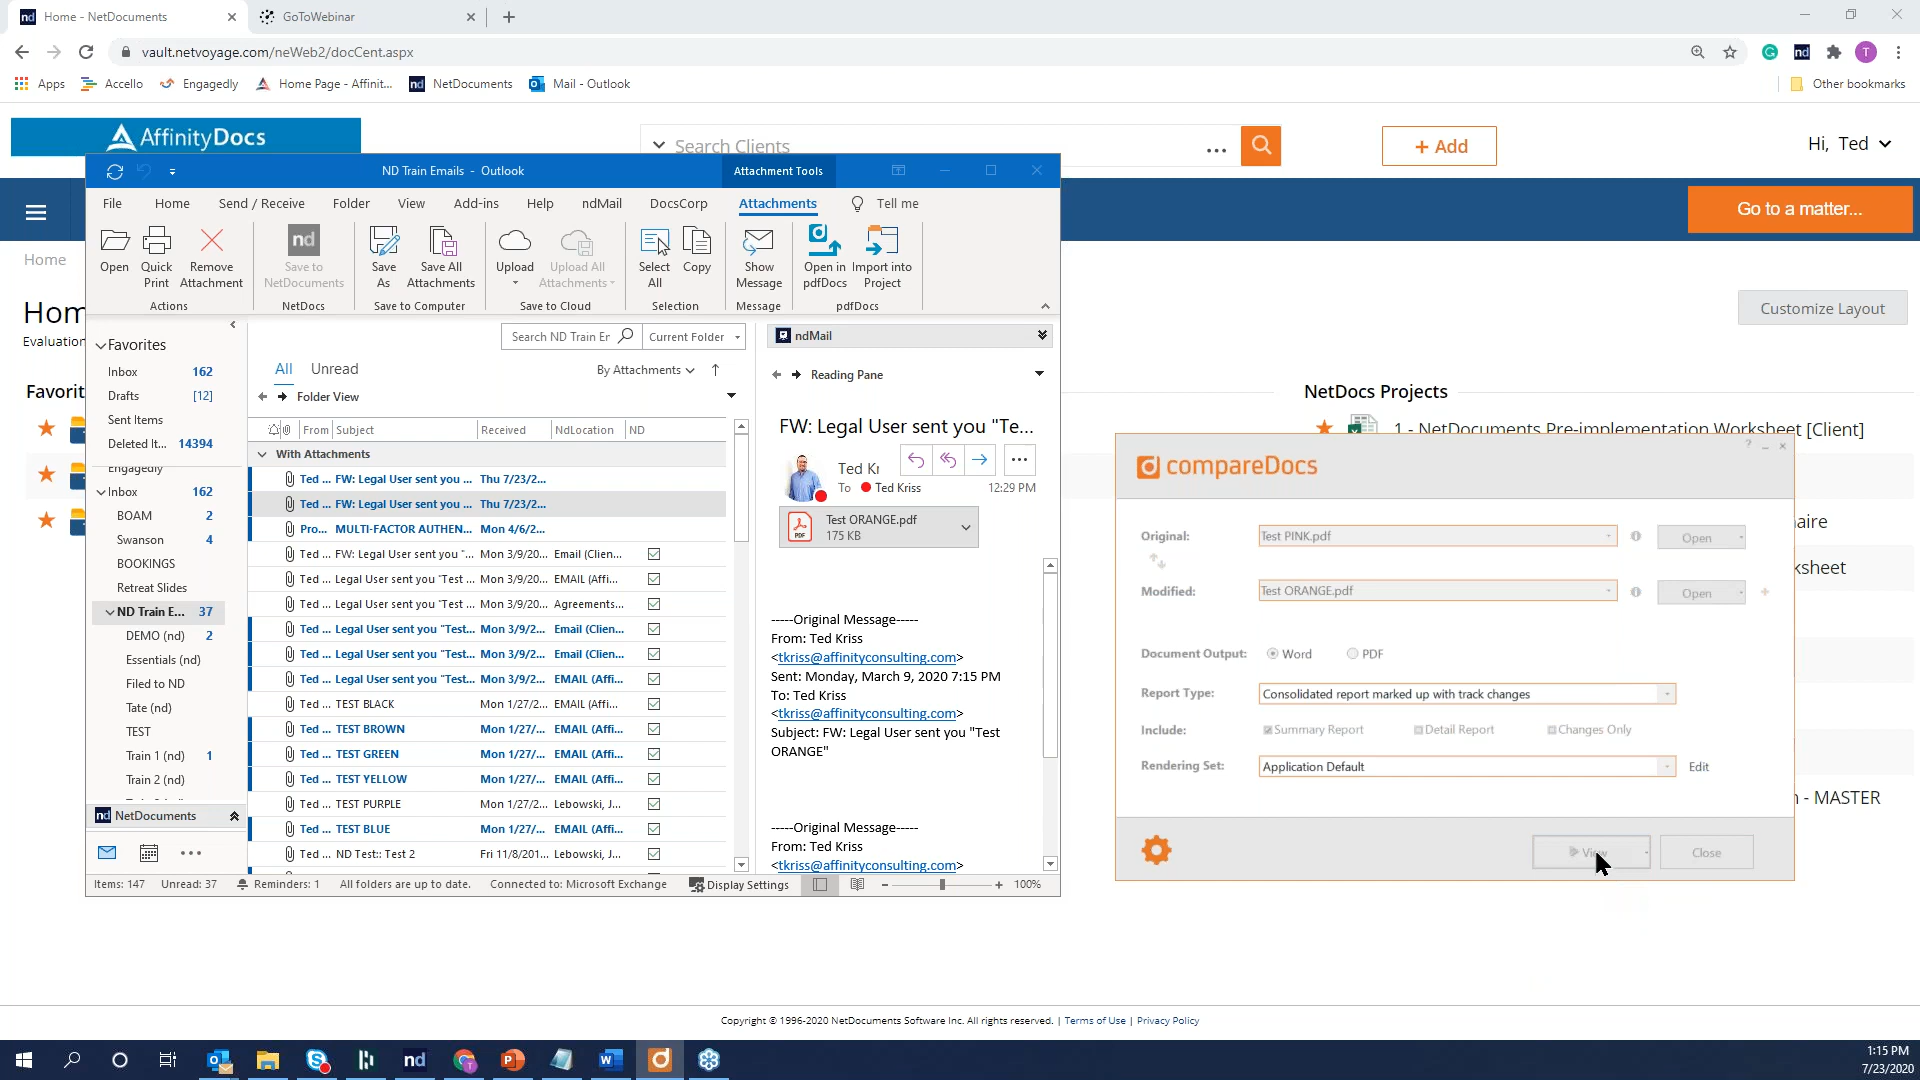 Home - NetDocuments
GoToWebinar
vault.netvoyage.com/neWeb2/docCent.aspx
T
Apps
Accello
Engagedly
Home Page - Affinit...
nd
NetDocuments
Mail - Outlook
Other bookmarks
AffinityDocs
Search Clients
...
+ Add
Hi, Ted
Go to a matter...
Home
Customize Layout
Evaluation
NetDocs Projects
1 - NetDocuments Pre-implementation Worksheet [Client]
- MASTER
ND Train Emails - Outlook
Attachment Tools
File
Home
Send / Receive
Folder
View
Add-ins
Help
ndMail
DocsCorp
Attachments
Tell me
Open
Quick Print
Remove Attachment
Actions
nd
Save to NetDocuments
NetDocs
Save As
Save All Attachments
Save to Computer
Upload
Upload All Attachments
Save to Cloud
Select All
Copy
Selection
Show Message
Message
Open in pdfDocs
Import into Project
pdfDocs
Favorites
Inbox 162
Drafts [12]
Sent Items
Deleted It... 14394
Engagedly
Inbox 162
BOAM 2
Swanson 4
BOOKINGS
Retreat Slides
ND Train E... 37
DEMO (nd) 2
Essentials (nd)
Filed to ND
Tate (nd)
TEST
Train 1 (nd) 1
Train 2 (nd)
nd NetDocuments
Search ND Train Er
Current Folder
All
Unread
By Attachments
Folder View
From
Subject
Received
NdLocation
ND
With Attachments
Ted ... FW: Legal User sent you ... Thu 7/23/2...
Ted ... FW: Legal User sent you ... Thu 7/23/2...
Pro... MULTI-FACTOR AUTHEN... Mon 4/6/2...
Ted ... FW: Legal User sent you "... Mon 3/9/20... Email (Clien...
Ted ... Legal User sent you "Test ... Mon 3/9/20... EMAIL (Affi...
Ted ... Legal User sent you "Test ... Mon 3/9/20... Agreements...
Ted ... Legal User sent you "Test... Mon 3/9/2... Email (Clien...
Ted ... Legal User sent you "Test... Mon 3/9/2... Email (Clien...
Ted ... Legal User sent you "Test... Mon 3/9/2... EMAIL (Affi...
Ted ... TEST BLACK Mon 1/27/2... EMAIL (Affi...
Ted ... TEST BROWN Mon 1/27/... EMAIL (Affi...
Ted ... TEST GREEN Mon 1/27/... EMAIL (Affi...
Ted ... TEST YELLOW Mon 1/27/... EMAIL (Affi...
Ted ... TEST PURPLE Mon 1/27/2... Lebowski, J...
Ted ... TEST BLUE Mon 1/27/... EMAIL (Affi...
Ted ... ND Test:: Test 2 Fri 11/8/201... Lebowski, J...
ndMail
Reading Pane
FW: Legal User sent you "Te...
Ted Kr
To Ted Kriss
12:29 PM
PDF
Test ORANGE.pdf
175 KB
-----Original Message-----
From: Ted Kriss
<tkriss@affinityconsulting.com>
Sent: Monday, March 9, 2020 7:15 PM
To: Ted Kriss
<tkriss@affinityconsulting.com>
Subject: FW: Legal User sent you "Test
ORANGE"
-----Original Message-----
From: Ted Kriss
<tkriss@affinityconsulting.com>
Items: 147
Unread: 37
Reminders: 1
All folders are up to date.
Connected to: Microsoft Exchange
Display Settings
100%
compareDocs
Original: Test PINK.pdf Open
Modified: Test ORANGE.pdf Open
Document Output: Word PDF
Report Type: Consolidated report marked up with track changes
Include: Summary Report Detail Report Changes Only
Rendering Set: Application Default Edit
View
Close
Copyright © 1996-2020 NetDocuments Software Inc. All rights reserved. | Terms of Use | Privacy Policy
1:15 PM
7/23/2020